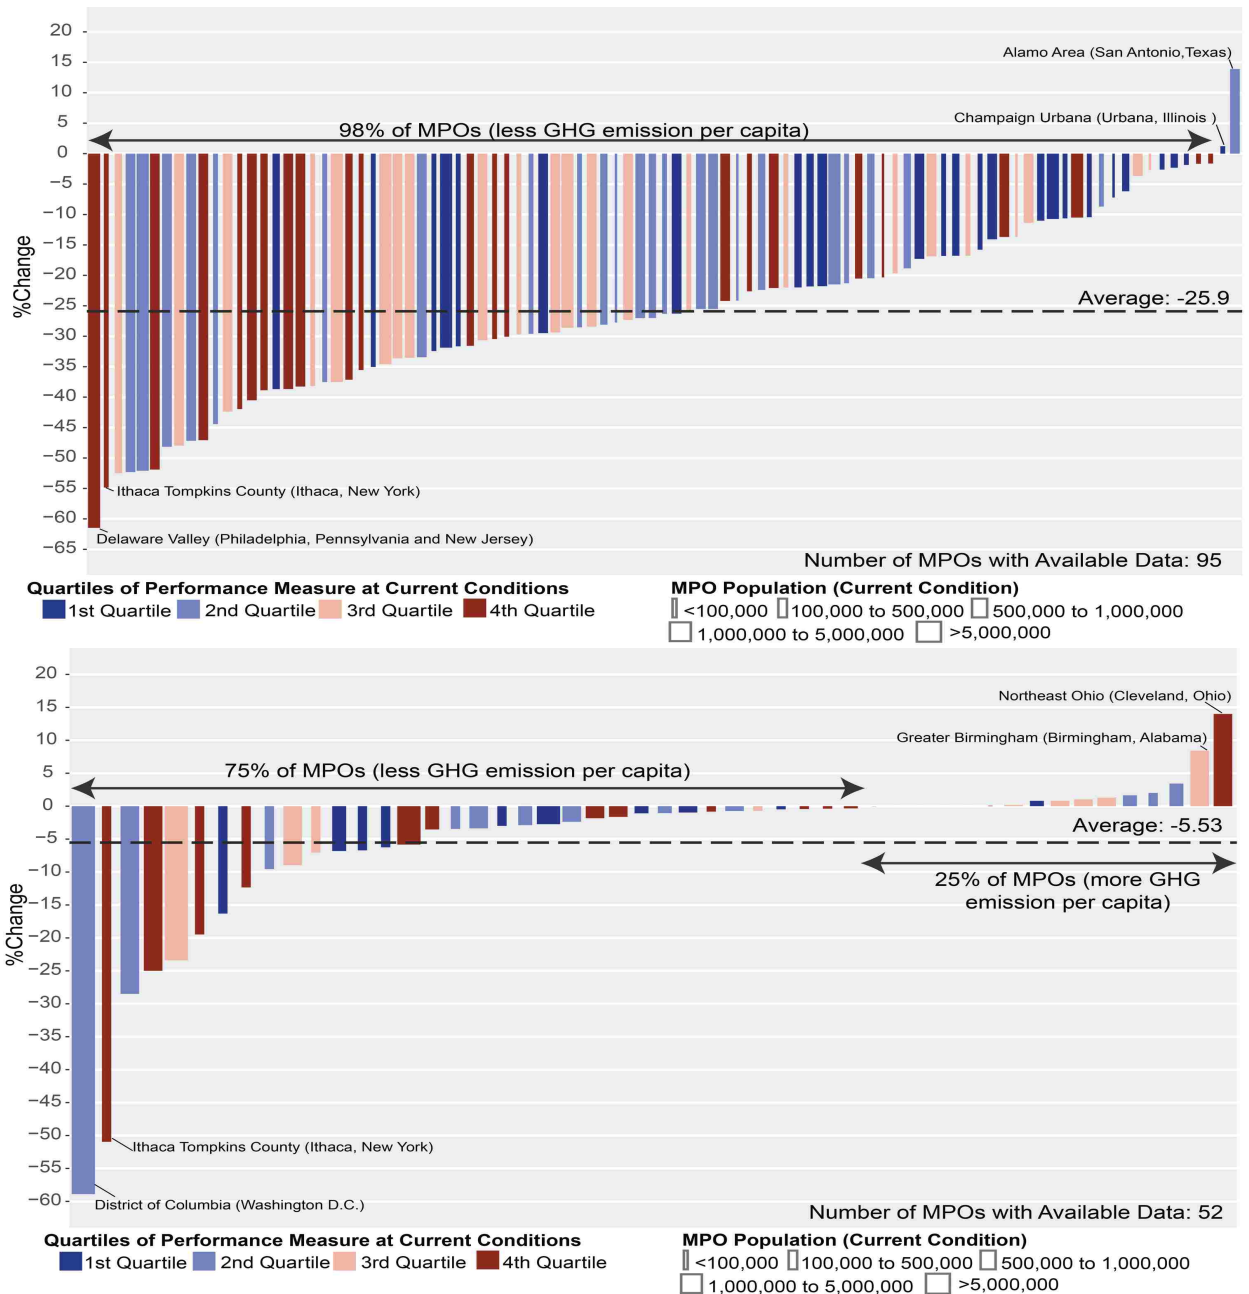 20
15
10
5
0
−5
−10
−15
−20
−25
−30
−35
−40
−45
−50
−55
−60
−65
%Change
Alamo Area (San Antonio,Texas)
Champaign Urbana (Urbana, Illinois )
98% of MPOs (less GHG emission per capita)
Average: -25.9
Ithaca Tompkins County (Ithaca, New York)
Delaware Valley (Philadelphia, Pennsylvania and New Jersey)
Number of MPOs with Available Data: 95
Quartiles of Performance Measure at Current Conditions
1st Quartile 2nd Quartile 3rd Quartile 4th Quartile
MPO Population (Current Condition)
<100,000 100,000 to 500,000 500,000 to 1,000,000
1,000,000 to 5,000,000 >5,000,000
20
15
10
5
0
−5
−10
−15
−20
−25
−30
−35
−40
−45
−50
−55
−60
%Change
Northeast Ohio (Cleveland, Ohio)
Greater Birmingham (Birmingham, Alabama)
75% of MPOs (less GHG emission per capita)
Average: -5.53
25% of MPOs (more GHG
emission per capita)
Ithaca Tompkins County (Ithaca, New York)
District of Columbia (Washington D.C.)
Number of MPOs with Available Data: 52
Quartiles of Performance Measure at Current Conditions
1st Quartile 2nd Quartile 3rd Quartile 4th Quartile
MPO Population (Current Condition)
<100,000 100,000 to 500,000 500,000 to 1,000,000
1,000,000 to 5,000,000 >5,000,000